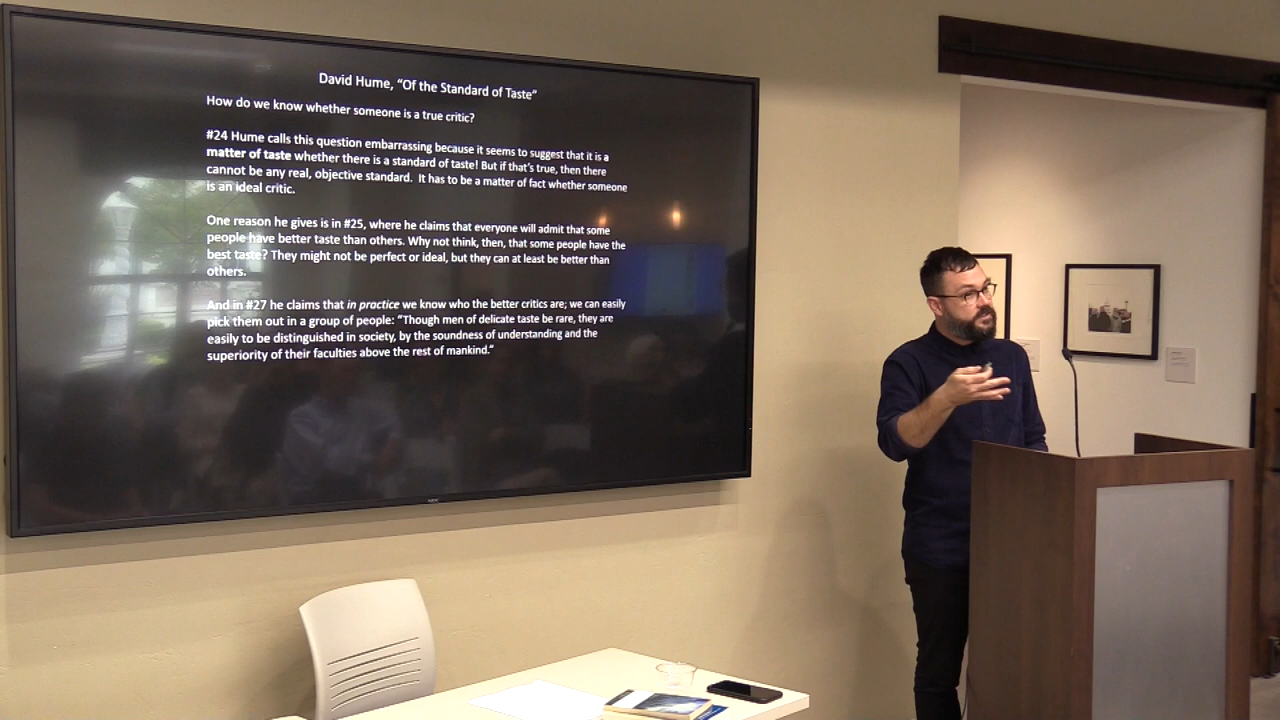 David Hume, “Of the Standard of Taste”
How do we know whether someone is a true critic?
#24 Hume calls this question embarrassing because it seems to suggest that it is a
matter of taste whether there is a standard of taste! But if that’s true, then there
cannot be any real, objective standard.  It has to be a matter of fact whether someone
is an ideal critic.
One reason he gives is in #25, where he claims that everyone will admit that some
people have better taste than others. Why not think, then, that some people have the
best taste? They might not be perfect or ideal, but they can at least be better than
others.
And in #27 he claims that in practice we know who the better critics are; we can easily
pick them out in a group of people: “Though men of delicate taste be rare, they are
easily to be distinguished in society, by the soundness of understanding and the
superiority of their faculties above the rest of mankind.”